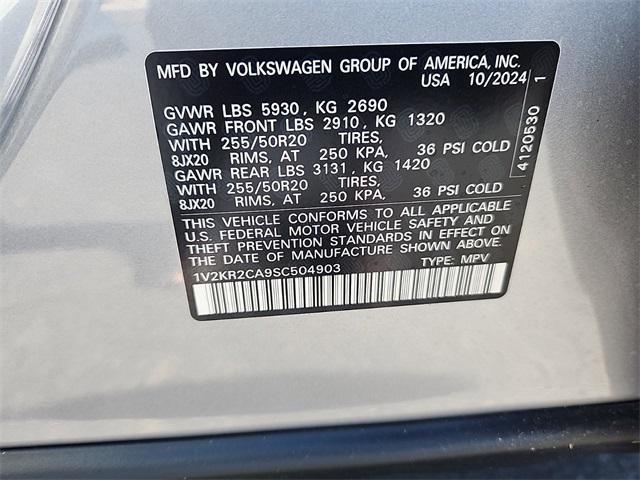 MFD BY VOLKSWAGEN GROUP OF AMERICA, INC.
USA 10/2024
GVWR LBS 5930 , KG 2690
GAWR FRONT LBS 2910, KG 1320
WITH 255/50R20 TIRES,
8JX20 RIMS, AT 250 KPA, 36 PSI COLD
GAWR REAR LBS 3131, KG 1420
WITH 255/50R20 TIRES,
8JX20 RIMS, AT 250 KPA, 36 PSI COLD
THIS VEHICLE CONFORMS TO ALL APPLICABLE
U.S. FEDERAL MOTOR VEHICLE SAFETY AND
THEFT PREVENTION STANDARDS IN EFFECT ON
THE DATE OF MANUFACTURE SHOWN ABOVE.
1V2KR2CA9SC504903 TYPE: MPV
4120530 1